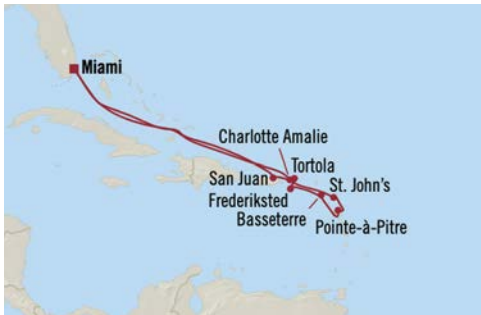 Miami
Charlotte Amalie
Tortola
San Juan
St. John's
Frederiksted
Basseterre
Pointe-à-Pitre